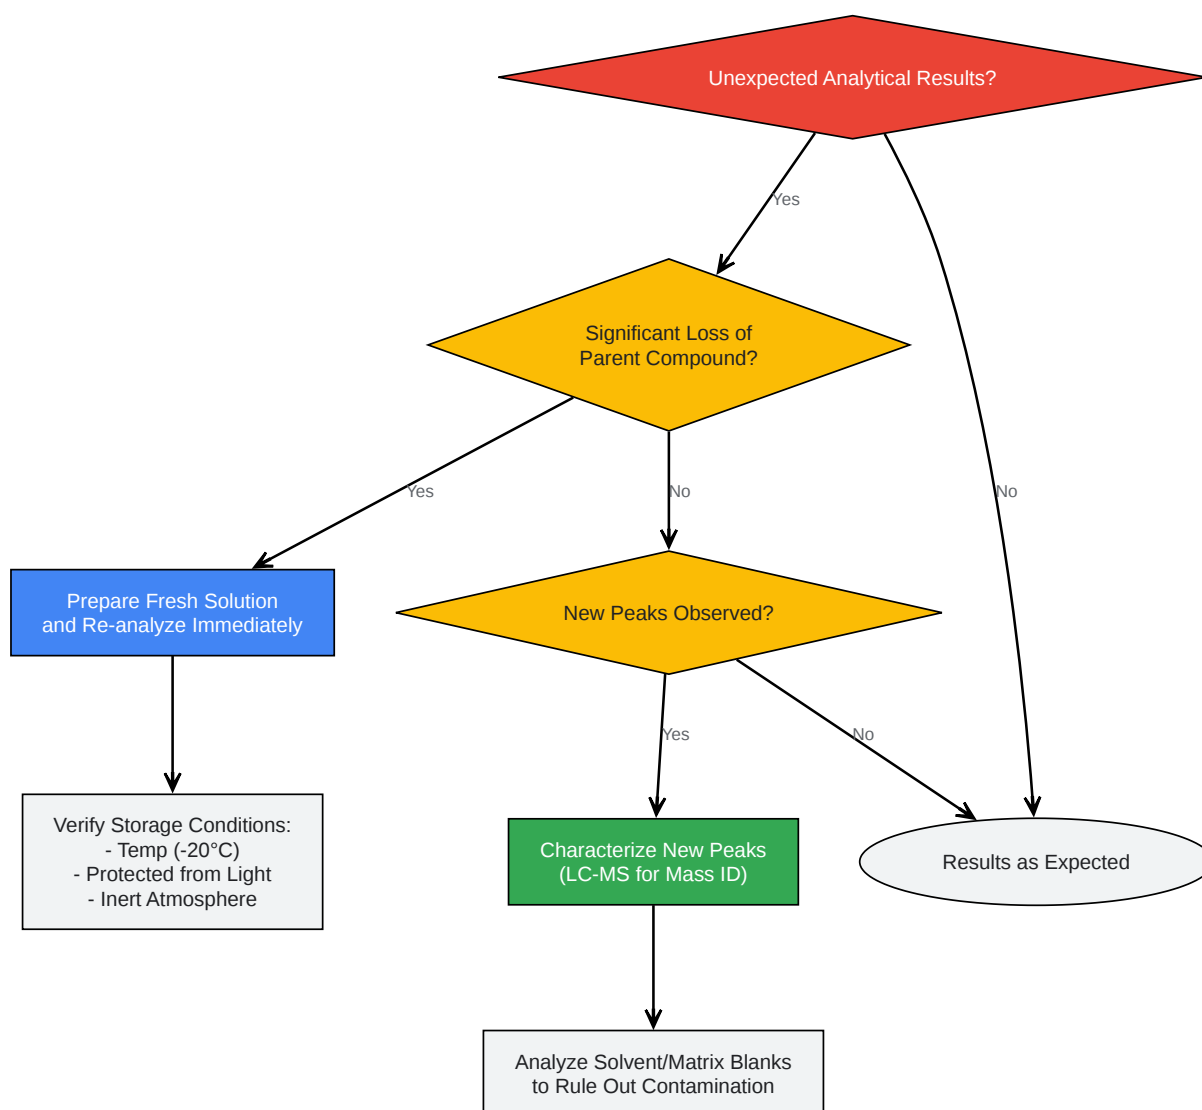 Unexpected Analytical Results?
Yes
Significant Loss of
Parent Compound?
Yes
No
No
Prepare Fresh Solution
and Re-analyze Immediately
New Peaks Observed?
Yes
No
Verify Storage Conditions:
- Temp (-20°C)
- Protected from Light
- Inert Atmosphere
Characterize New Peaks
(LC-MS for Mass ID)
Results as Expected
Analyze Solvent/Matrix Blanks
to Rule Out Contamination